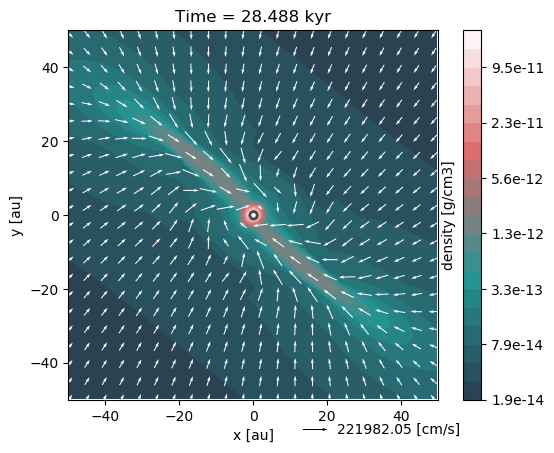 Time = 28.488 kyr
40
20
0
−20
−40
y [au]
−40
−20
0
20
40
x [au]
221982.05 [cm/s]
density [g/cm3]
9.5e-11
2.3e-11
5.6e-12
1.3e-12
3.3e-13
7.9e-14
1.9e-14